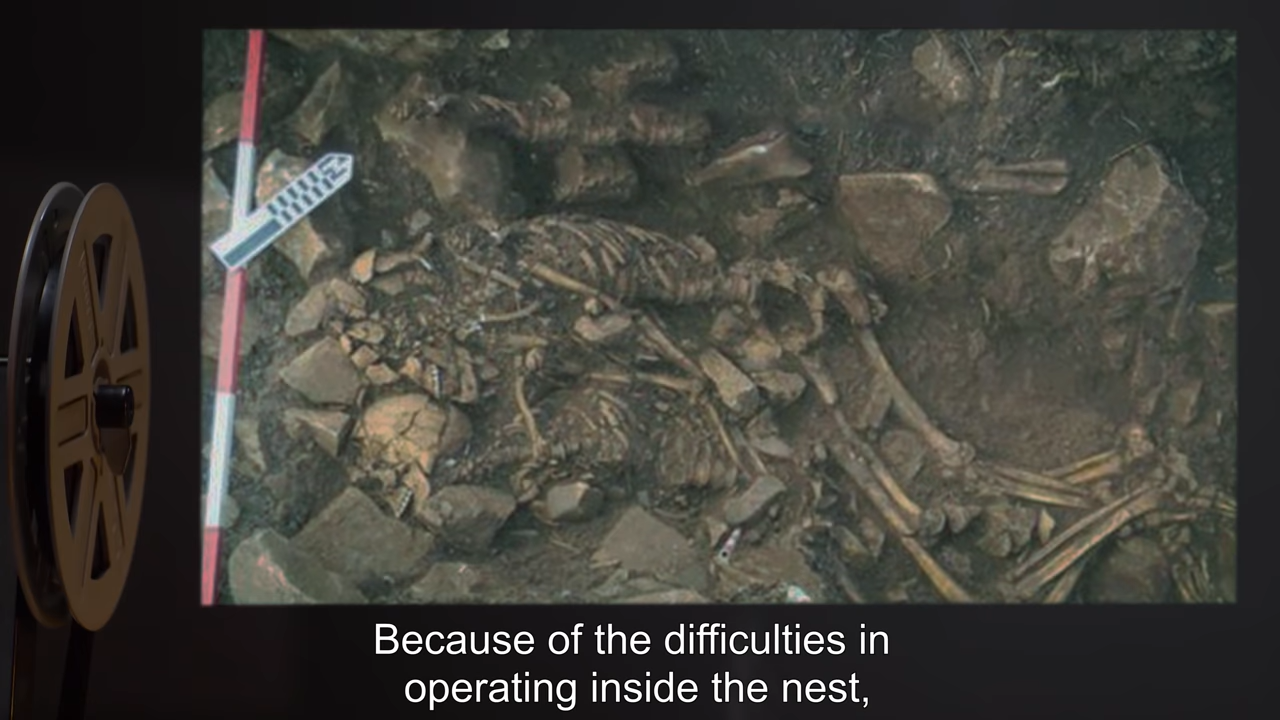 Because of the difficulties in
operating inside the nest,